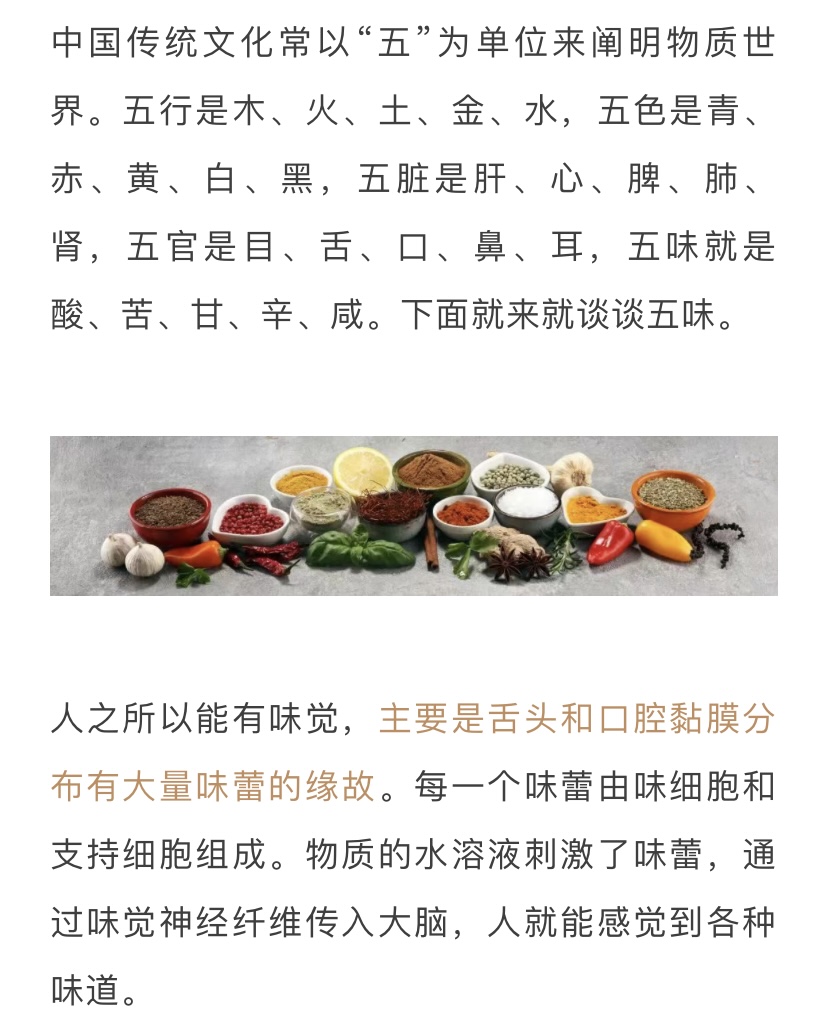 中国传统文化常以“五”为单位来阐明物质世
界。五行是木、火、土、金、水，五色是青、
赤、黄、白、黑，五脏是肝、心、脾、肺、
肾，五官是目、舌、口、鼻、耳，五味就是
酸、苦、甘、辛、咸。下面就来就谈谈五味。
人之所以能有味觉，主要是舌头和口腔黏膜分
布有大量味蕾的缘故。每一个味蕾由味细胞和
支持细胞组成。物质的水溶液刺激了味蕾，通
过味觉神经纤维传入大脑，人就能感觉到各种
味道。